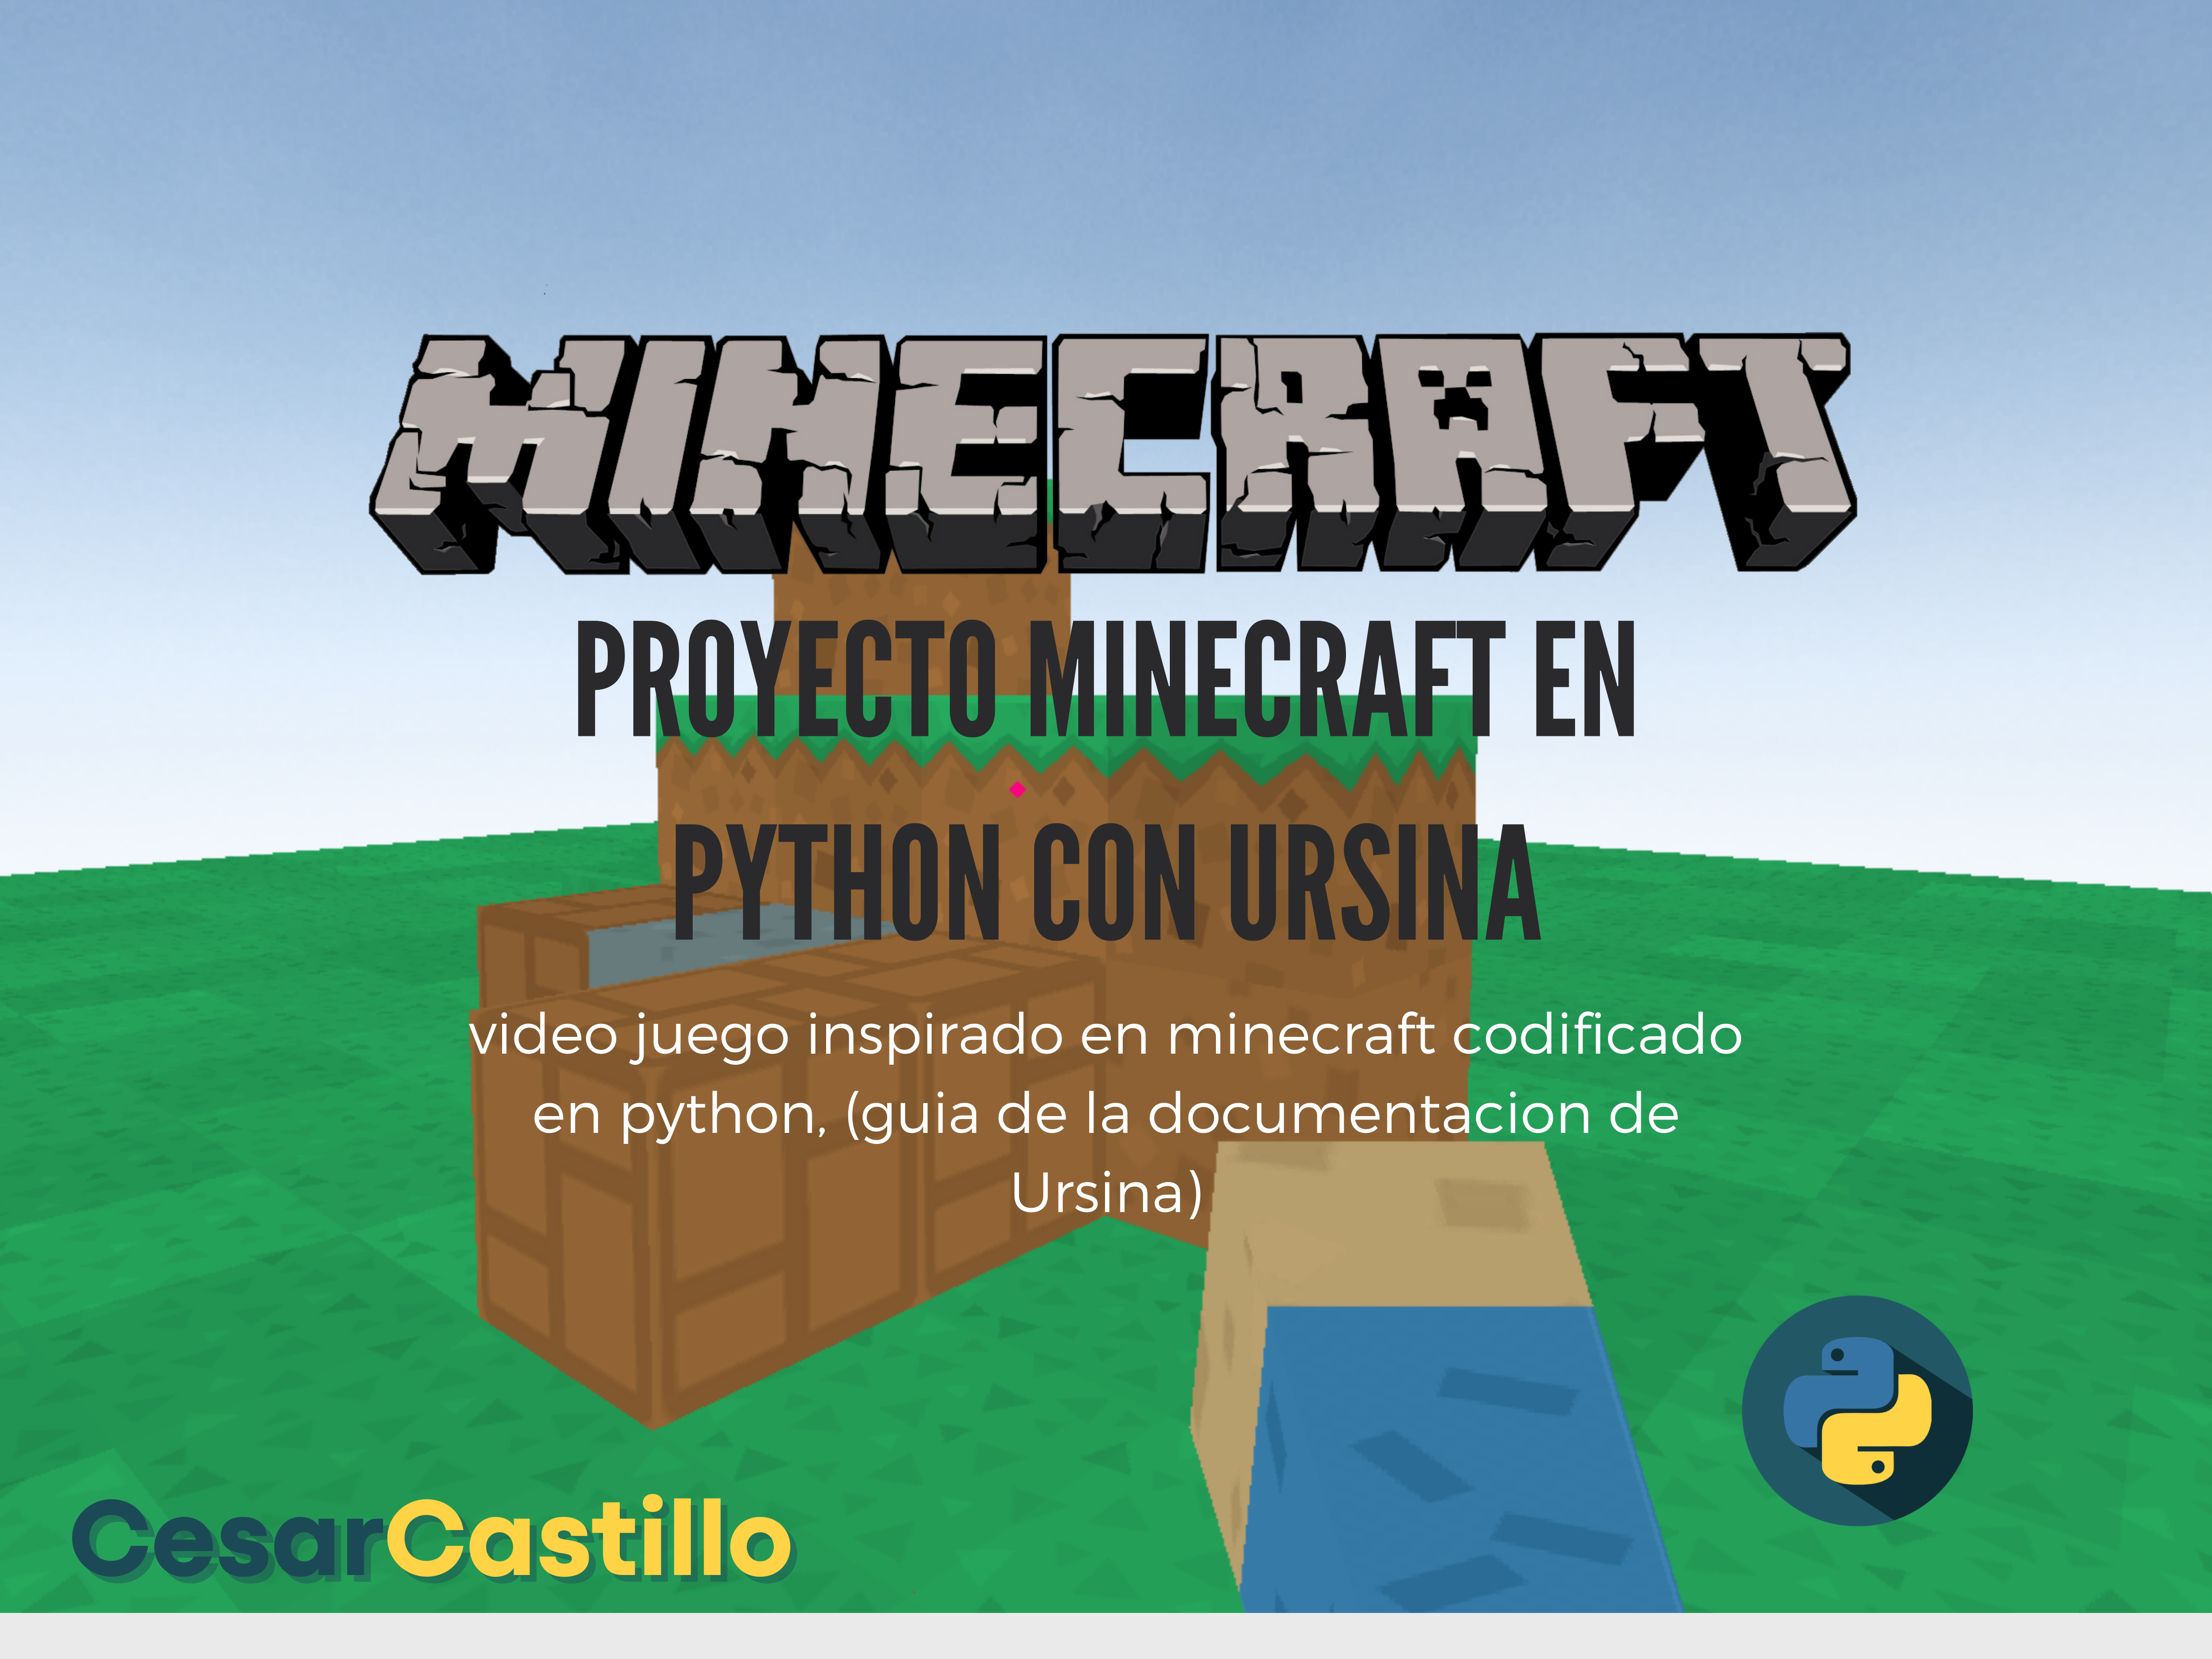 MINECRAFT
PROYECTO MINECRAFT EN
PYTHON CON URSINA
video juego inspirado en minecraft codificado
en python, (guia de la documentacion de
Ursina)
CesarCastillo